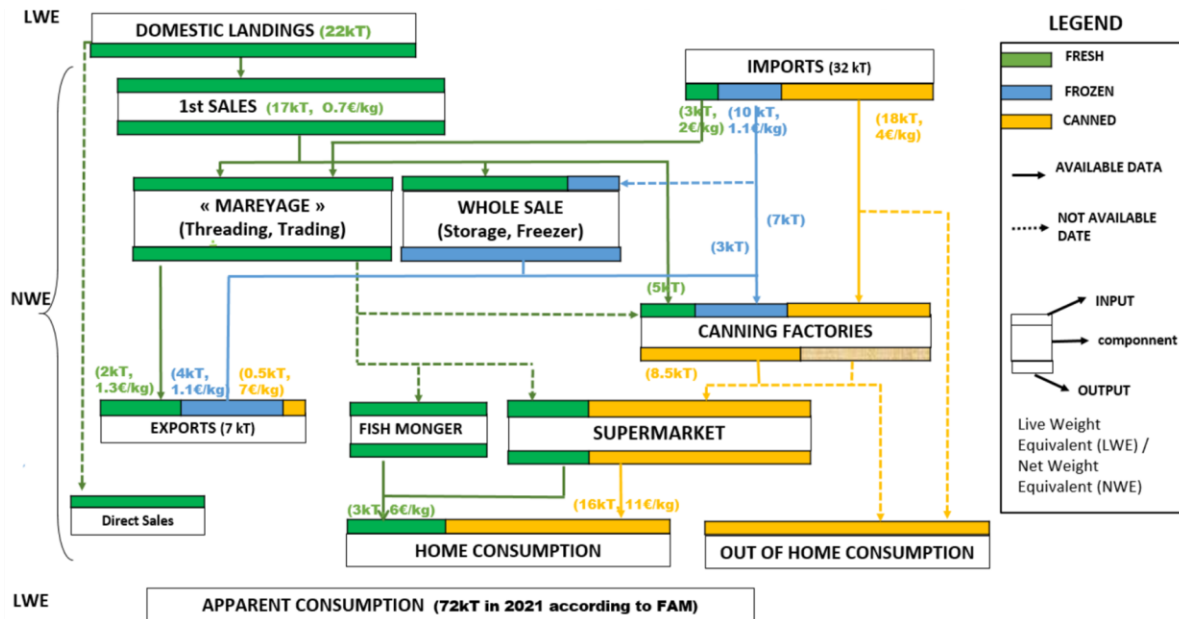 LWE
DOMESTIC LANDINGS (22kT)
LEGEND
FRESH
FROZEN
CANNED
AVAILABLE DATA
NOT AVAILABLE
DATE
INPUT
componnent
OUTPUT
Live Weight
Equivalent (LWE) /
Net Weight
Equivalent (NWE)
IMPORTS (32 kT)
1st SALES (17kT, 0.7€/kg)
(3kT,
2€/kg)
(10 kT,
1.1€/kg)
(18kT,
4€/kg)
« MAREYAGE »
(Threading, Trading)
WHOLE SALE
(Storage, Freezer)
(7kT)
(3kT)
NWE
(5kT)
CANNING FACTORIES
(8.5kT)
(2kT,
1.3€/kg)
(4kT,
1.1€/kg)
(0.5kT,
7€/kg)
EXPORTS (7 kT)
FISH MONGER
SUPERMARKET
Direct Sales
(3kT, 6€/kg)
(16kT, 11€/kg)
HOME CONSUMPTION
OUT OF HOME CONSUMPTION
LWE
APPARENT CONSUMPTION (72kT in 2021 according to FAM)